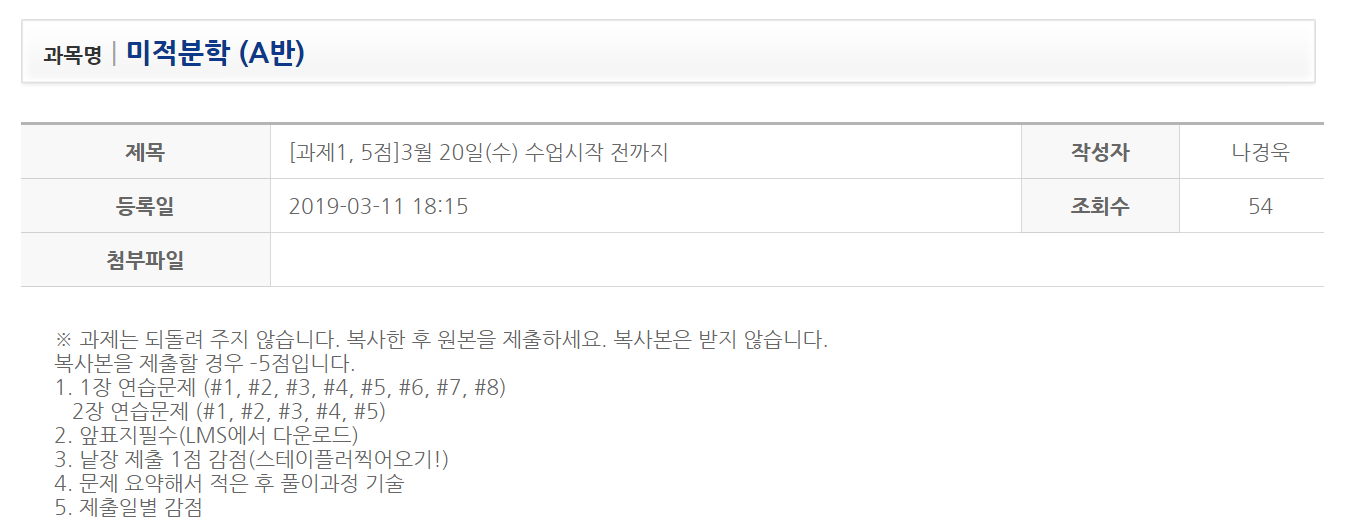 과목명 | 미적분학 (A반)
제목 [과제1, 5점]3월 20일(수) 수업시작 전까지 작성자 나경욱
등록일 2019-03-11 18:15 조회수 54
첨부파일
※ 과제는 되돌려 주지 않습니다. 복사한 후 원본을 제출하세요. 복사본은 받지 않습니다.
복사본을 제출할 경우 -5점입니다.
1. 1장 연습문제 (#1, #2, #3, #4, #5, #6, #7, #8)
2장 연습문제 (#1, #2, #3, #4, #5)
2. 앞표지필수(LMS에서 다운로드)
3. 낱장 제출 1점 감점(스테이플러찍어오기!)
4. 문제 요약해서 적은 후 풀이과정 기술
5. 제출일별 감점